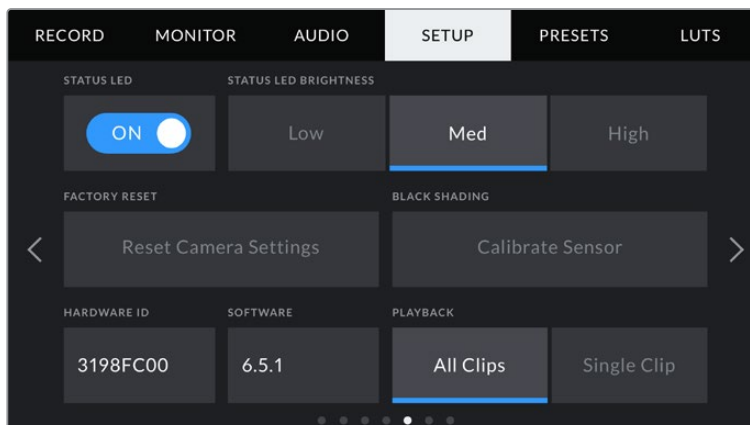 RECORD MONITOR AUDIO SETUP PRESETS LUTS
STATUS LED STATUS LED BRIGHTNESS
ON Low Med High
FACTORY RESET BLACK SHADING
Reset Camera Settings Calibrate Sensor
HARDWARE ID SOFTWARE PLAYBACK
3198FC00 6.5.1 All Clips Single Clip